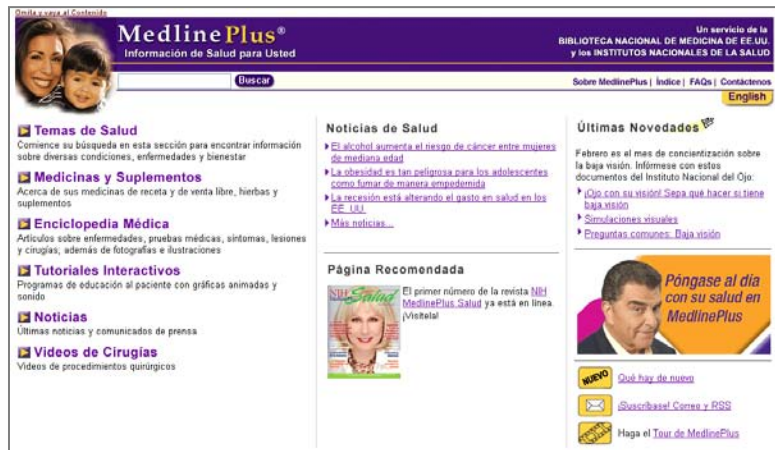 Omita y vaya al Contenido
MedlinePlus®
Información de Salud para Usted
Un servicio de la
BIBLIOTECA NACIONAL DE MEDICINA DE EE.UU.
y los INSTITUTOS NACIONALES DE LA SALUD
Buscar
Sobre MedlinePlus | Índice | FAQs | Contáctenos
English
Temas de Salud
Comience su búsqueda en esta sección para encontrar información
sobre diversas condiciones, enfermedades y bienestar
Medicinas y Suplementos
Acerca de sus medicinas de receta y de venta libre, hierbas y
suplementos
Enciclopedia Médica
Artículos sobre enfermedades, pruebas médicas, síntomas, lesiones
y cirugías; además de fotografías e ilustraciones
Tutoriales Interactivos
Programas de educación al paciente con gráficas animadas y
sonido
Noticias
Últimas noticias y comunicados de prensa
Videos de Cirugías
Videos de procedimientos quirúrgicos
Noticias de Salud
El alcohol aumenta el riesgo de cáncer entre mujeres
de mediana edad
La obesidad es tan peligrosa para los adolescentes
como fumar de manera empedernida
La recesión está alterando el gasto en salud en los
EE. UU.
Más noticias...
Página Recomendada
NIH
Salud
El primer número de la revista NIH
MedlinePlus Salud ya está en línea.
¡Visítela!
Últimas Novedades
Febrero es el mes de concientización sobre
la baja visión. Infórmese con estos
documentos del Instituto Nacional del Ojo:
¡Ojo con su visión! Sepa qué hacer si tiene
baja visión
Simulaciones visuales
Preguntas comunes: Baja visión
Póngase al día
con su salud en
MedlinePlus
NUEVO
Qué hay de nuevo
¡Suscríbase! Correo y RSS
Haga el Tour de MedlinePlus